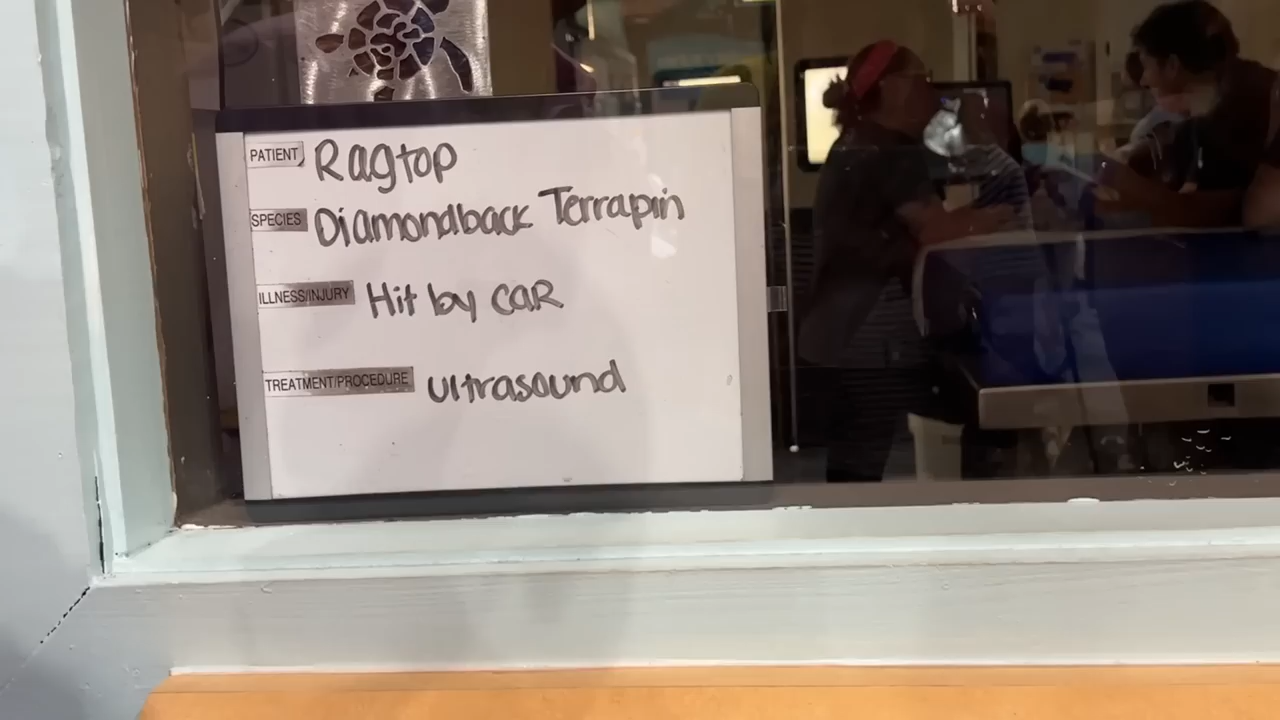 PATIENT Ragtop
SPECIES Diamondback Terrapin
ILLNESS/INJURY Hit by CAR
TREATMENT/PROCEDURE Ultrasound